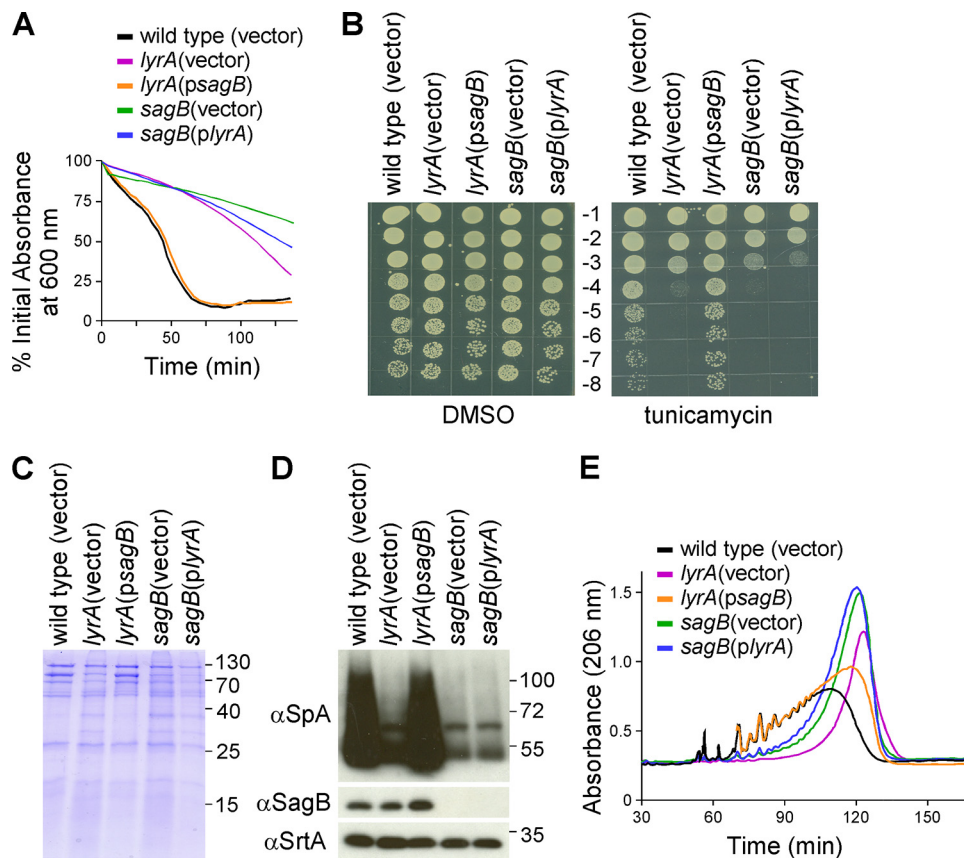 A
wild type (vector)
lyrA(vector)
lyrA(psagB)
sagB(vector)
sagB(plyrA)
% Initial Absorbance
at 600 nm
100
75
50
25
0
0
50
100
Time (min)
B
wild type (vector)
lyrA(vector)
lyrA(psagB)
sagB(vector)
sagB(plyrA)
wild type (vector)
lyrA(vector)
lyrA(psagB)
sagB(vector)
sagB(plyrA)
-1
-2
-3
-4
-5
-6
-7
-8
DMSO
tunicamycin
C
wild type (vector)
lyrA(vector)
lyrA(psagB)
sagB(vector)
sagB(plyrA)
130
70
40
25
15
D
wild type (vector)
lyrA(vector)
lyrA(psagB)
sagB(vector)
sagB(plyrA)
αSpA
100
72
55
αSagB
αSrtA
35
E
wild type (vector)
lyrA(vector)
lyrA(psagB)
sagB(vector)
sagB(plyrA)
Absorbance (206 nm)
1.5
1.0
0.5
0
30
60
90
120
150
Time (min)